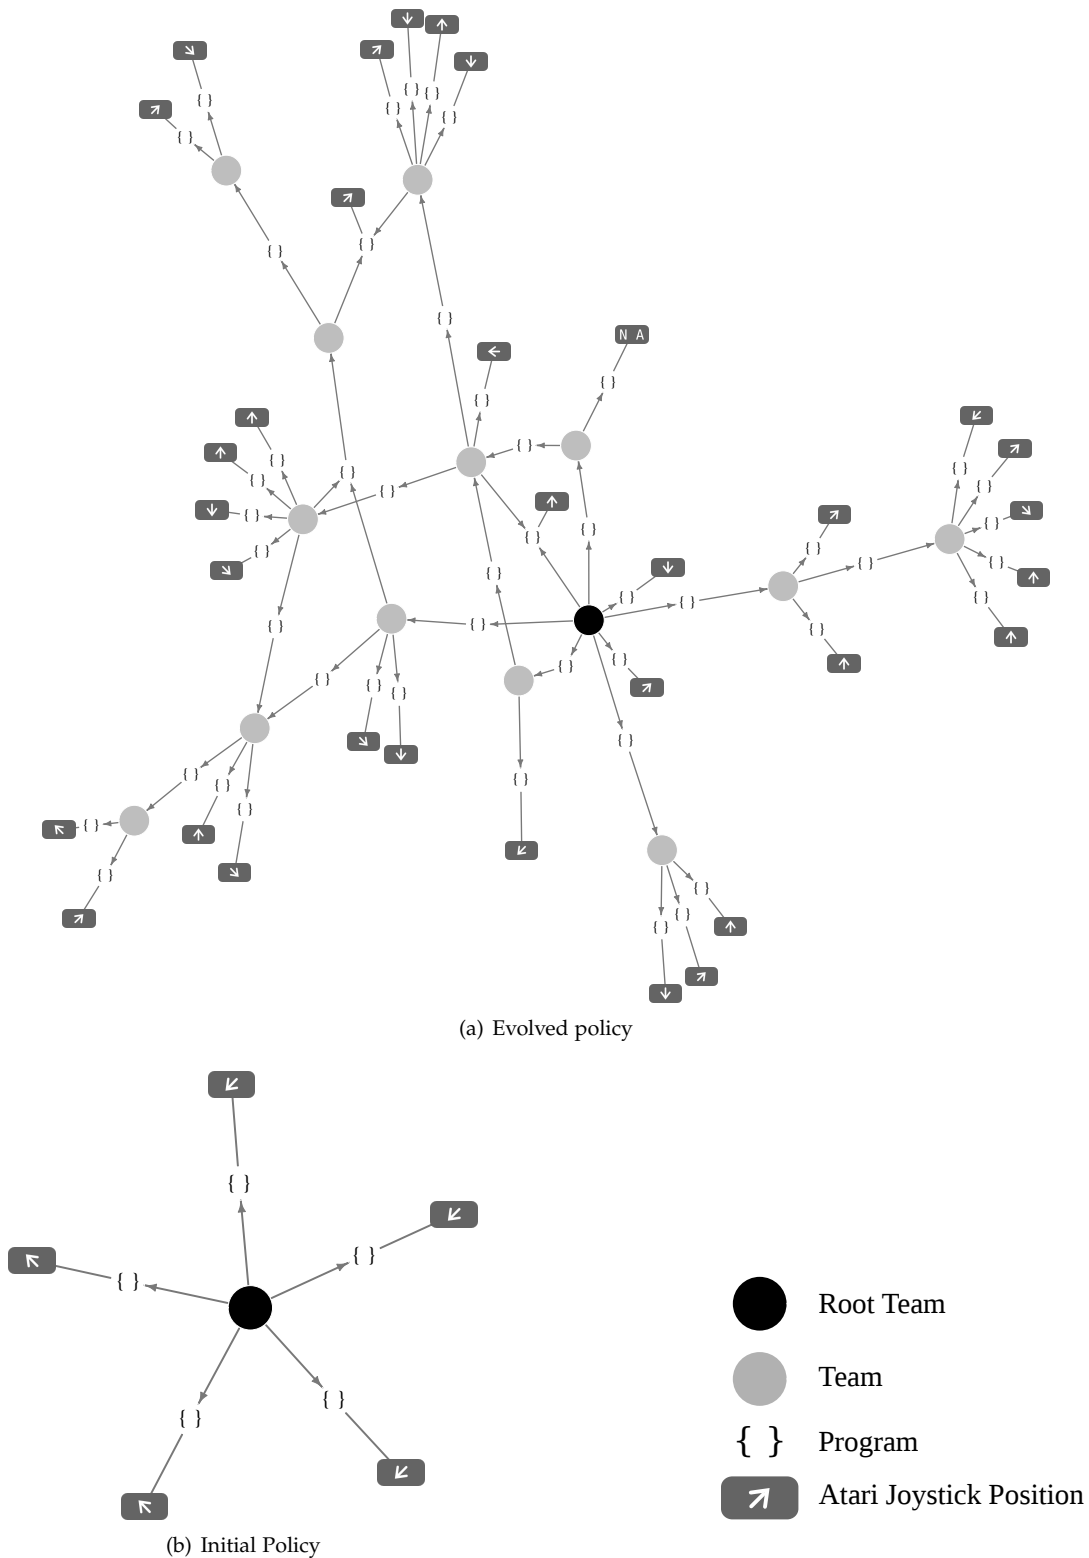 N A
(a) Evolved policy
(b) Initial Policy
Root Team
Team
{ } Program
Atari Joystick Position